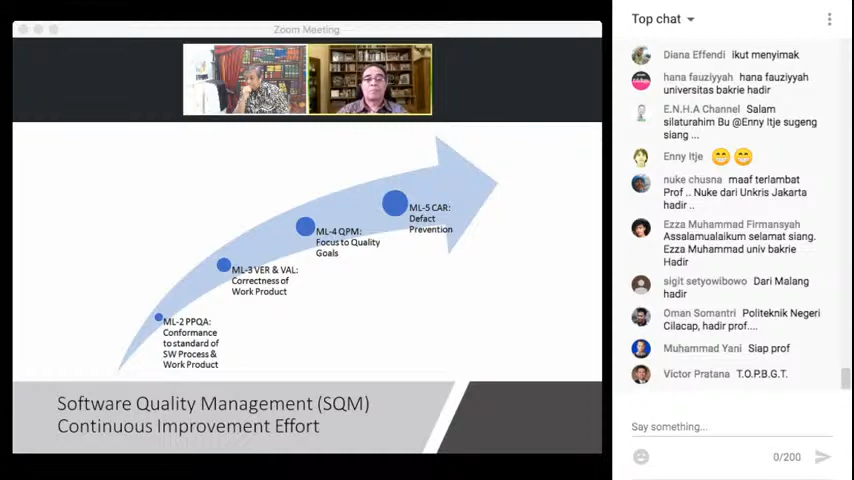 Zoom Meeting
ML-5 CAR:
Defact
Prevention
ML-4 QPM:
Focus to Quality
Goals
ML-3 VER & VAL:
Correctness of
Work Product
ML-2 PPQA:
Conformance
to standard of
SW Process &
Work Product
Software Quality Management (SQM)
Continuous Improvement Effort
Top chat
Diana Effendi ikut menyimak
hana fauziyyah hana fauziyyah
universitas bakrie hadir
E.N.H.A Channel Salam
silaturahim Bu @Enny Itje sugeng
siang ...
Enny Itje 😁😁
nuke chusna maaf terlambat
Prof .. Nuke dari Unkris Jakarta
hadir ..
Ezza Muhammad Firmansyah
Assalamualaikum selamat siang.
Ezza Muhammad univ bakrie
Hadir
sigit setyowibowo Dari Malang
hadir
Oman Somantri Politeknik Negeri
Cilacap, hadir prof....
Muhammad Yani Siap prof
Victor Pratana T.O.P.B.G.T.
Say something...
0/200